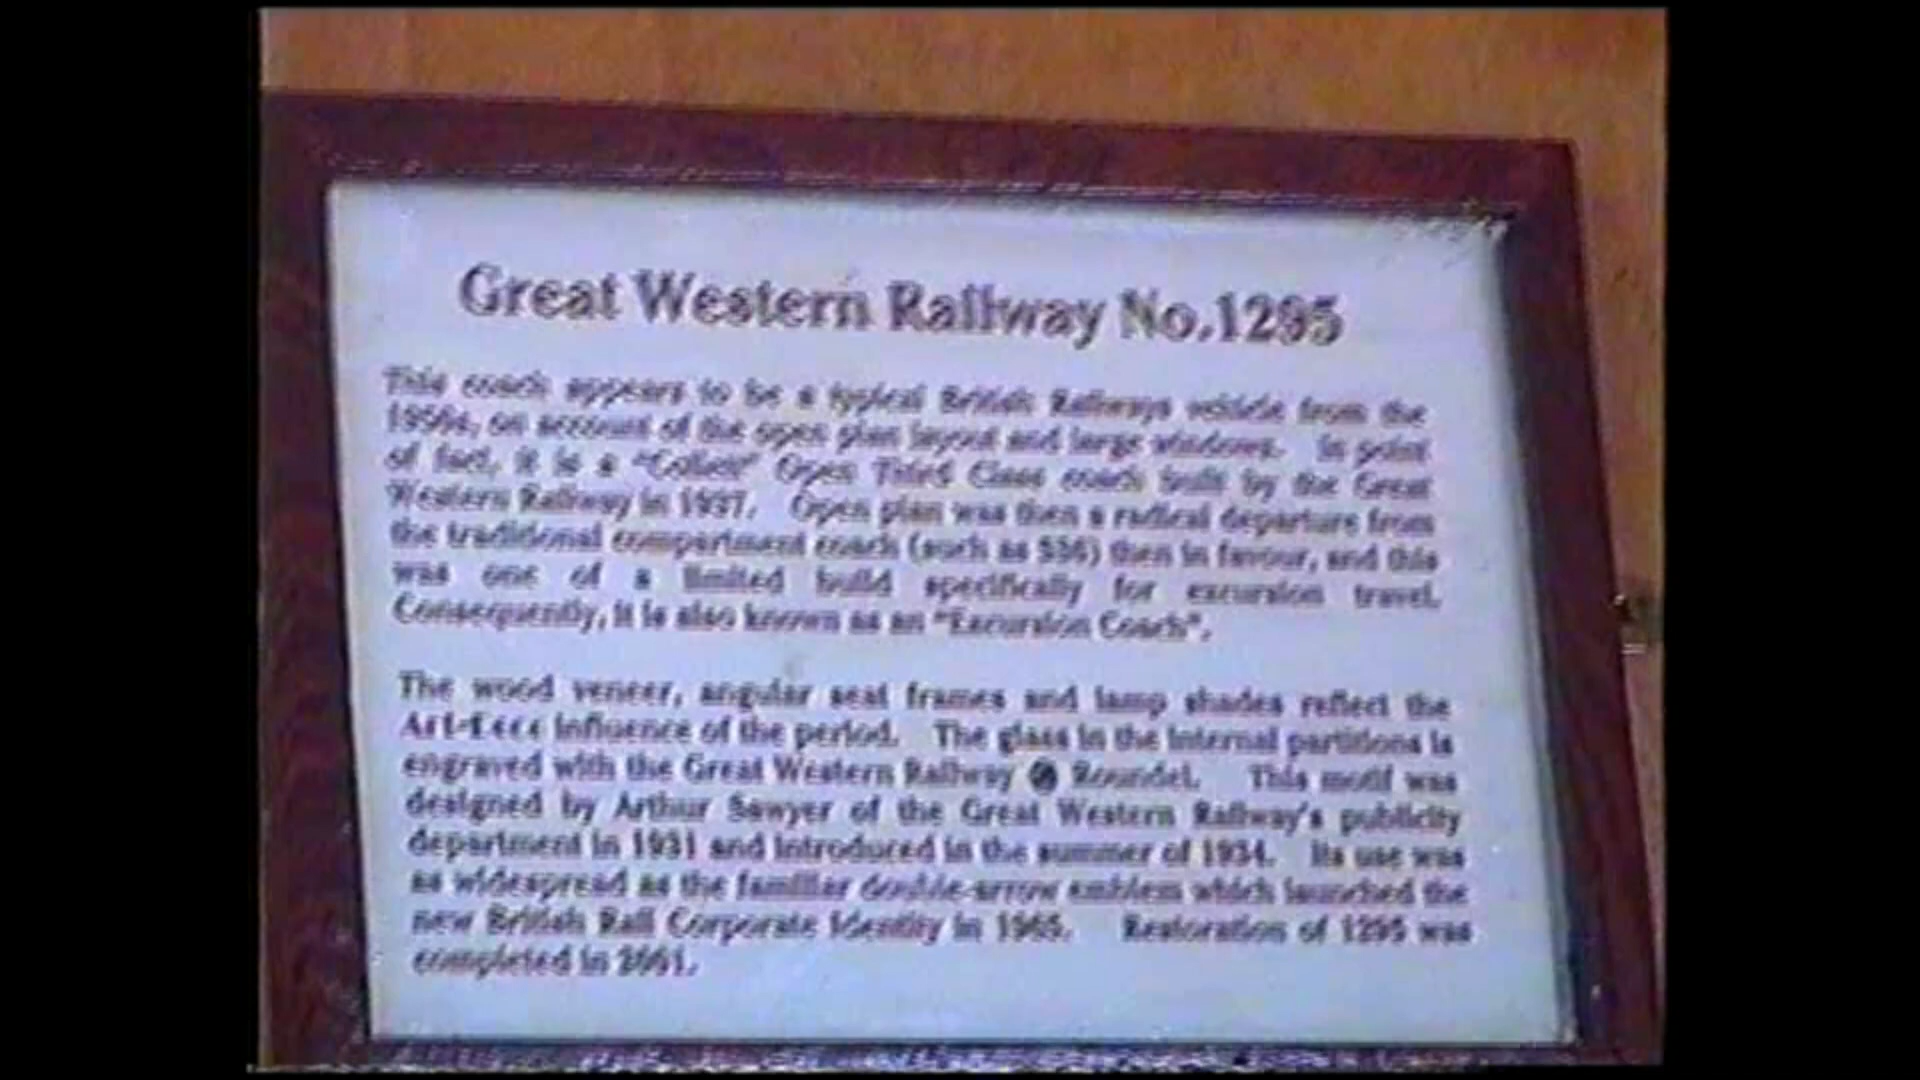 Great Western Railway No.1295
This coach appears to be a typical British Railways vehicle from the
1950s, on account of the open plan layout and large windows. In point
of fact, it is a "Collett" Open Third Class coach built by the Great
Western Railway in 1937. Open plan was then a radical departure from
the traditional compartment coach (such as 536) then in favour, and this
was one of a limited build specifically for excursion travel.
Consequently, it is also known as an "Excursion Coach".
The wood veneer, angular seat frames and lamp shades reflect the
Art-Deco influence of the period. The glass in the internal partitions is
engraved with the Great Western Railway Roundel. This motif was
designed by Arthur Sawyer of the Great Western Railway's publicity
department in 1931 and introduced in the summer of 1934. Its use was
as widespread as the familiar double-arrow emblem which launched the
new British Rail Corporate Identity in 1965. Restoration of 1295 was
completed in 2001.